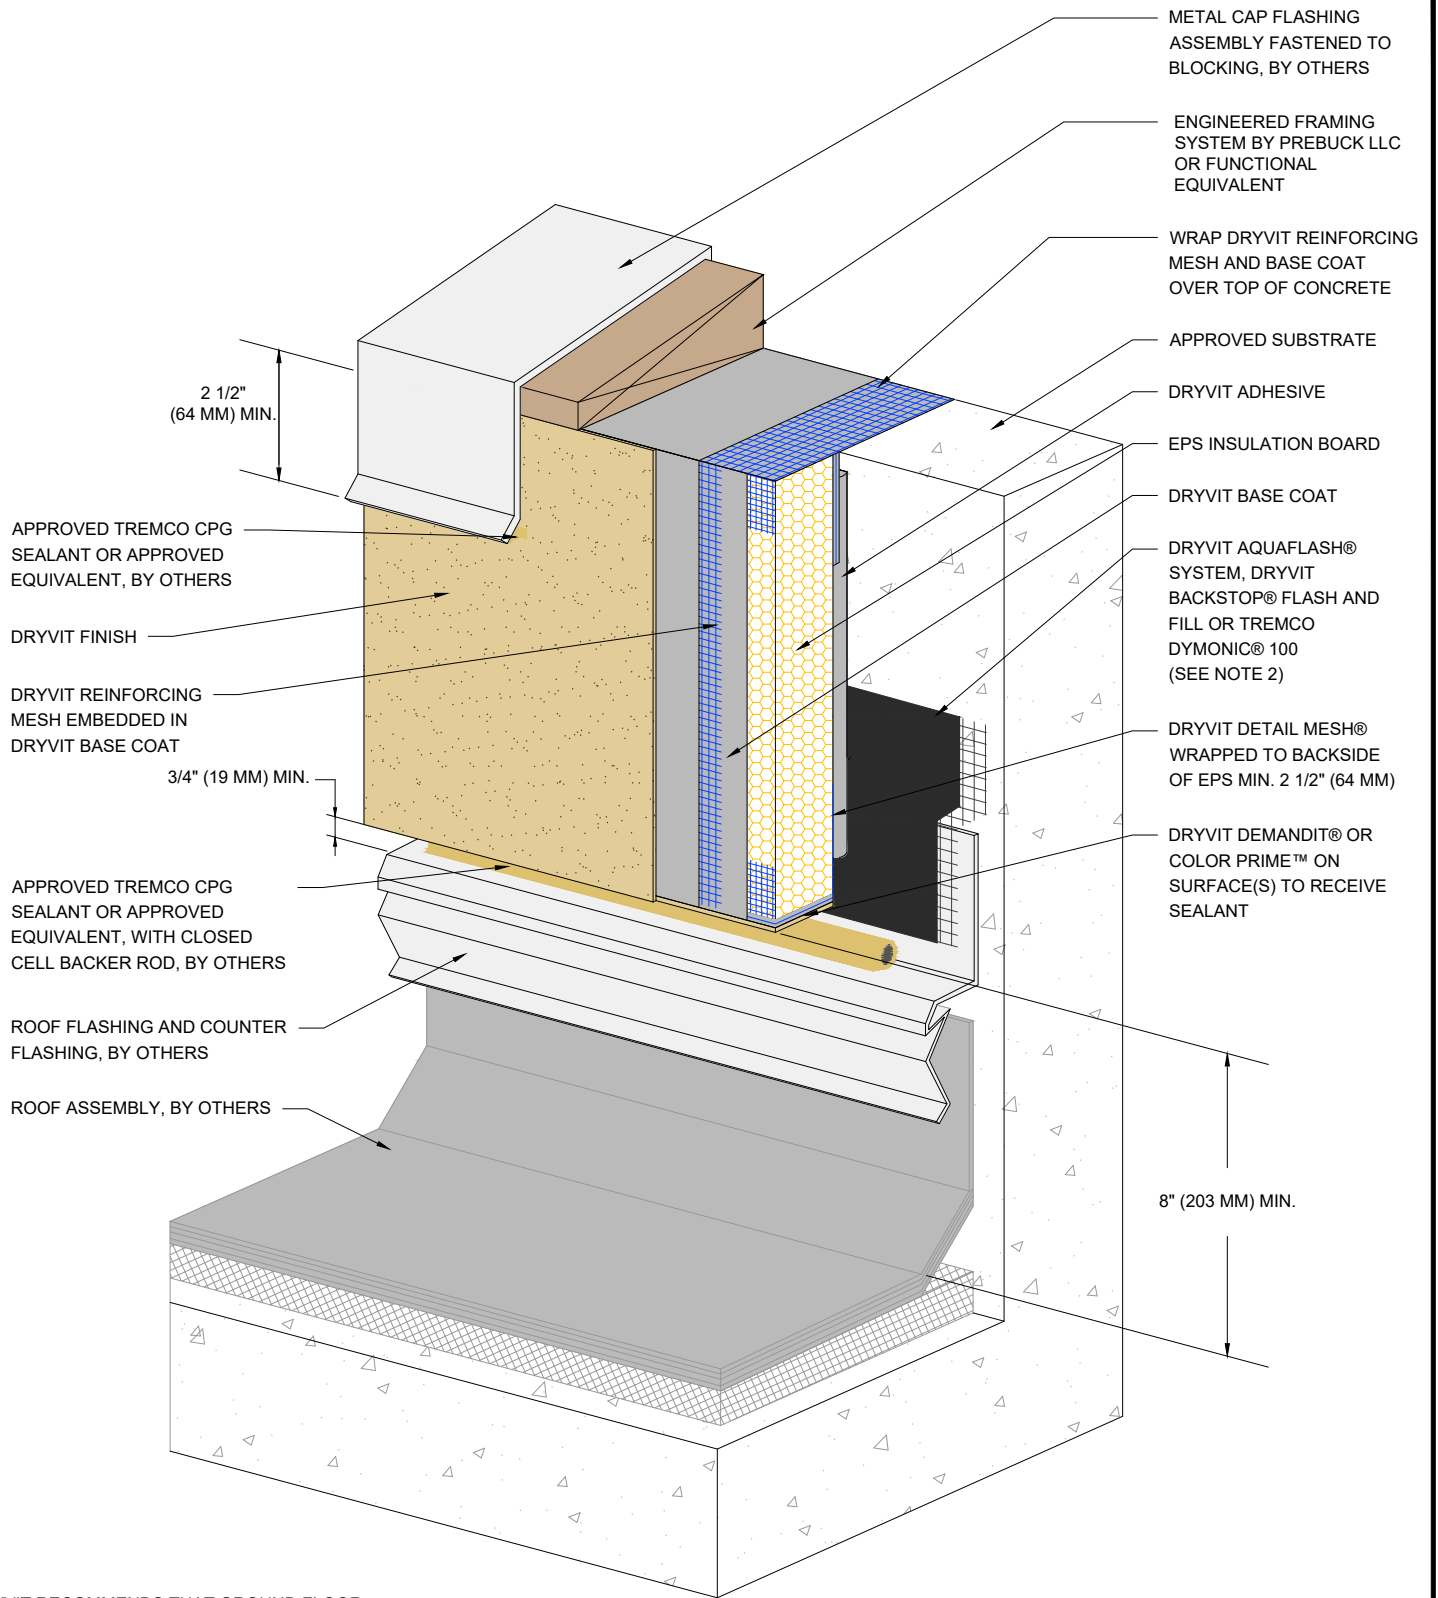 METAL CAP FLASHING
ASSEMBLY FASTENED TO
BLOCKING, BY OTHERS
ENGINEERED FRAMING
SYSTEM BY PREBUCK LLC
OR FUNCTIONAL
EQUIVALENT
WRAP DRYVIT REINFORCING
MESH AND BASE COAT
OVER TOP OF CONCRETE
APPROVED SUBSTRATE
DRYVIT ADHESIVE
EPS INSULATION BOARD
DRYVIT BASE COAT
DRYVIT AQUAFLASH®
SYSTEM, DRYVIT
BACKSTOP® FLASH AND
FILL OR TREMCO
DYMONIC® 100
(SEE NOTE 2)
DRYVIT DETAIL MESH®
WRAPPED TO BACKSIDE
OF EPS MIN. 2 1/2" (64 MM)
DRYVIT DEMANDIT® OR
COLOR PRIME™ ON
SURFACE(S) TO RECEIVE
SEALANT
8" (203 MM) MIN.
2 1/2"
(64 MM) MIN.
APPROVED TREMCO CPG
SEALANT OR APPROVED
EQUIVALENT, BY OTHERS
DRYVIT FINISH
DRYVIT REINFORCING
MESH EMBEDDED IN
DRYVIT BASE COAT
3/4" (19 MM) MIN.
APPROVED TREMCO CPG
SEALANT OR APPROVED
EQUIVALENT, WITH CLOSED
CELL BACKER ROD, BY OTHERS
ROOF FLASHING AND COUNTER
FLASHING, BY OTHERS
ROOF ASSEMBLY, BY OTHERS
RECOMMENDS THAT GROUND FLOOR